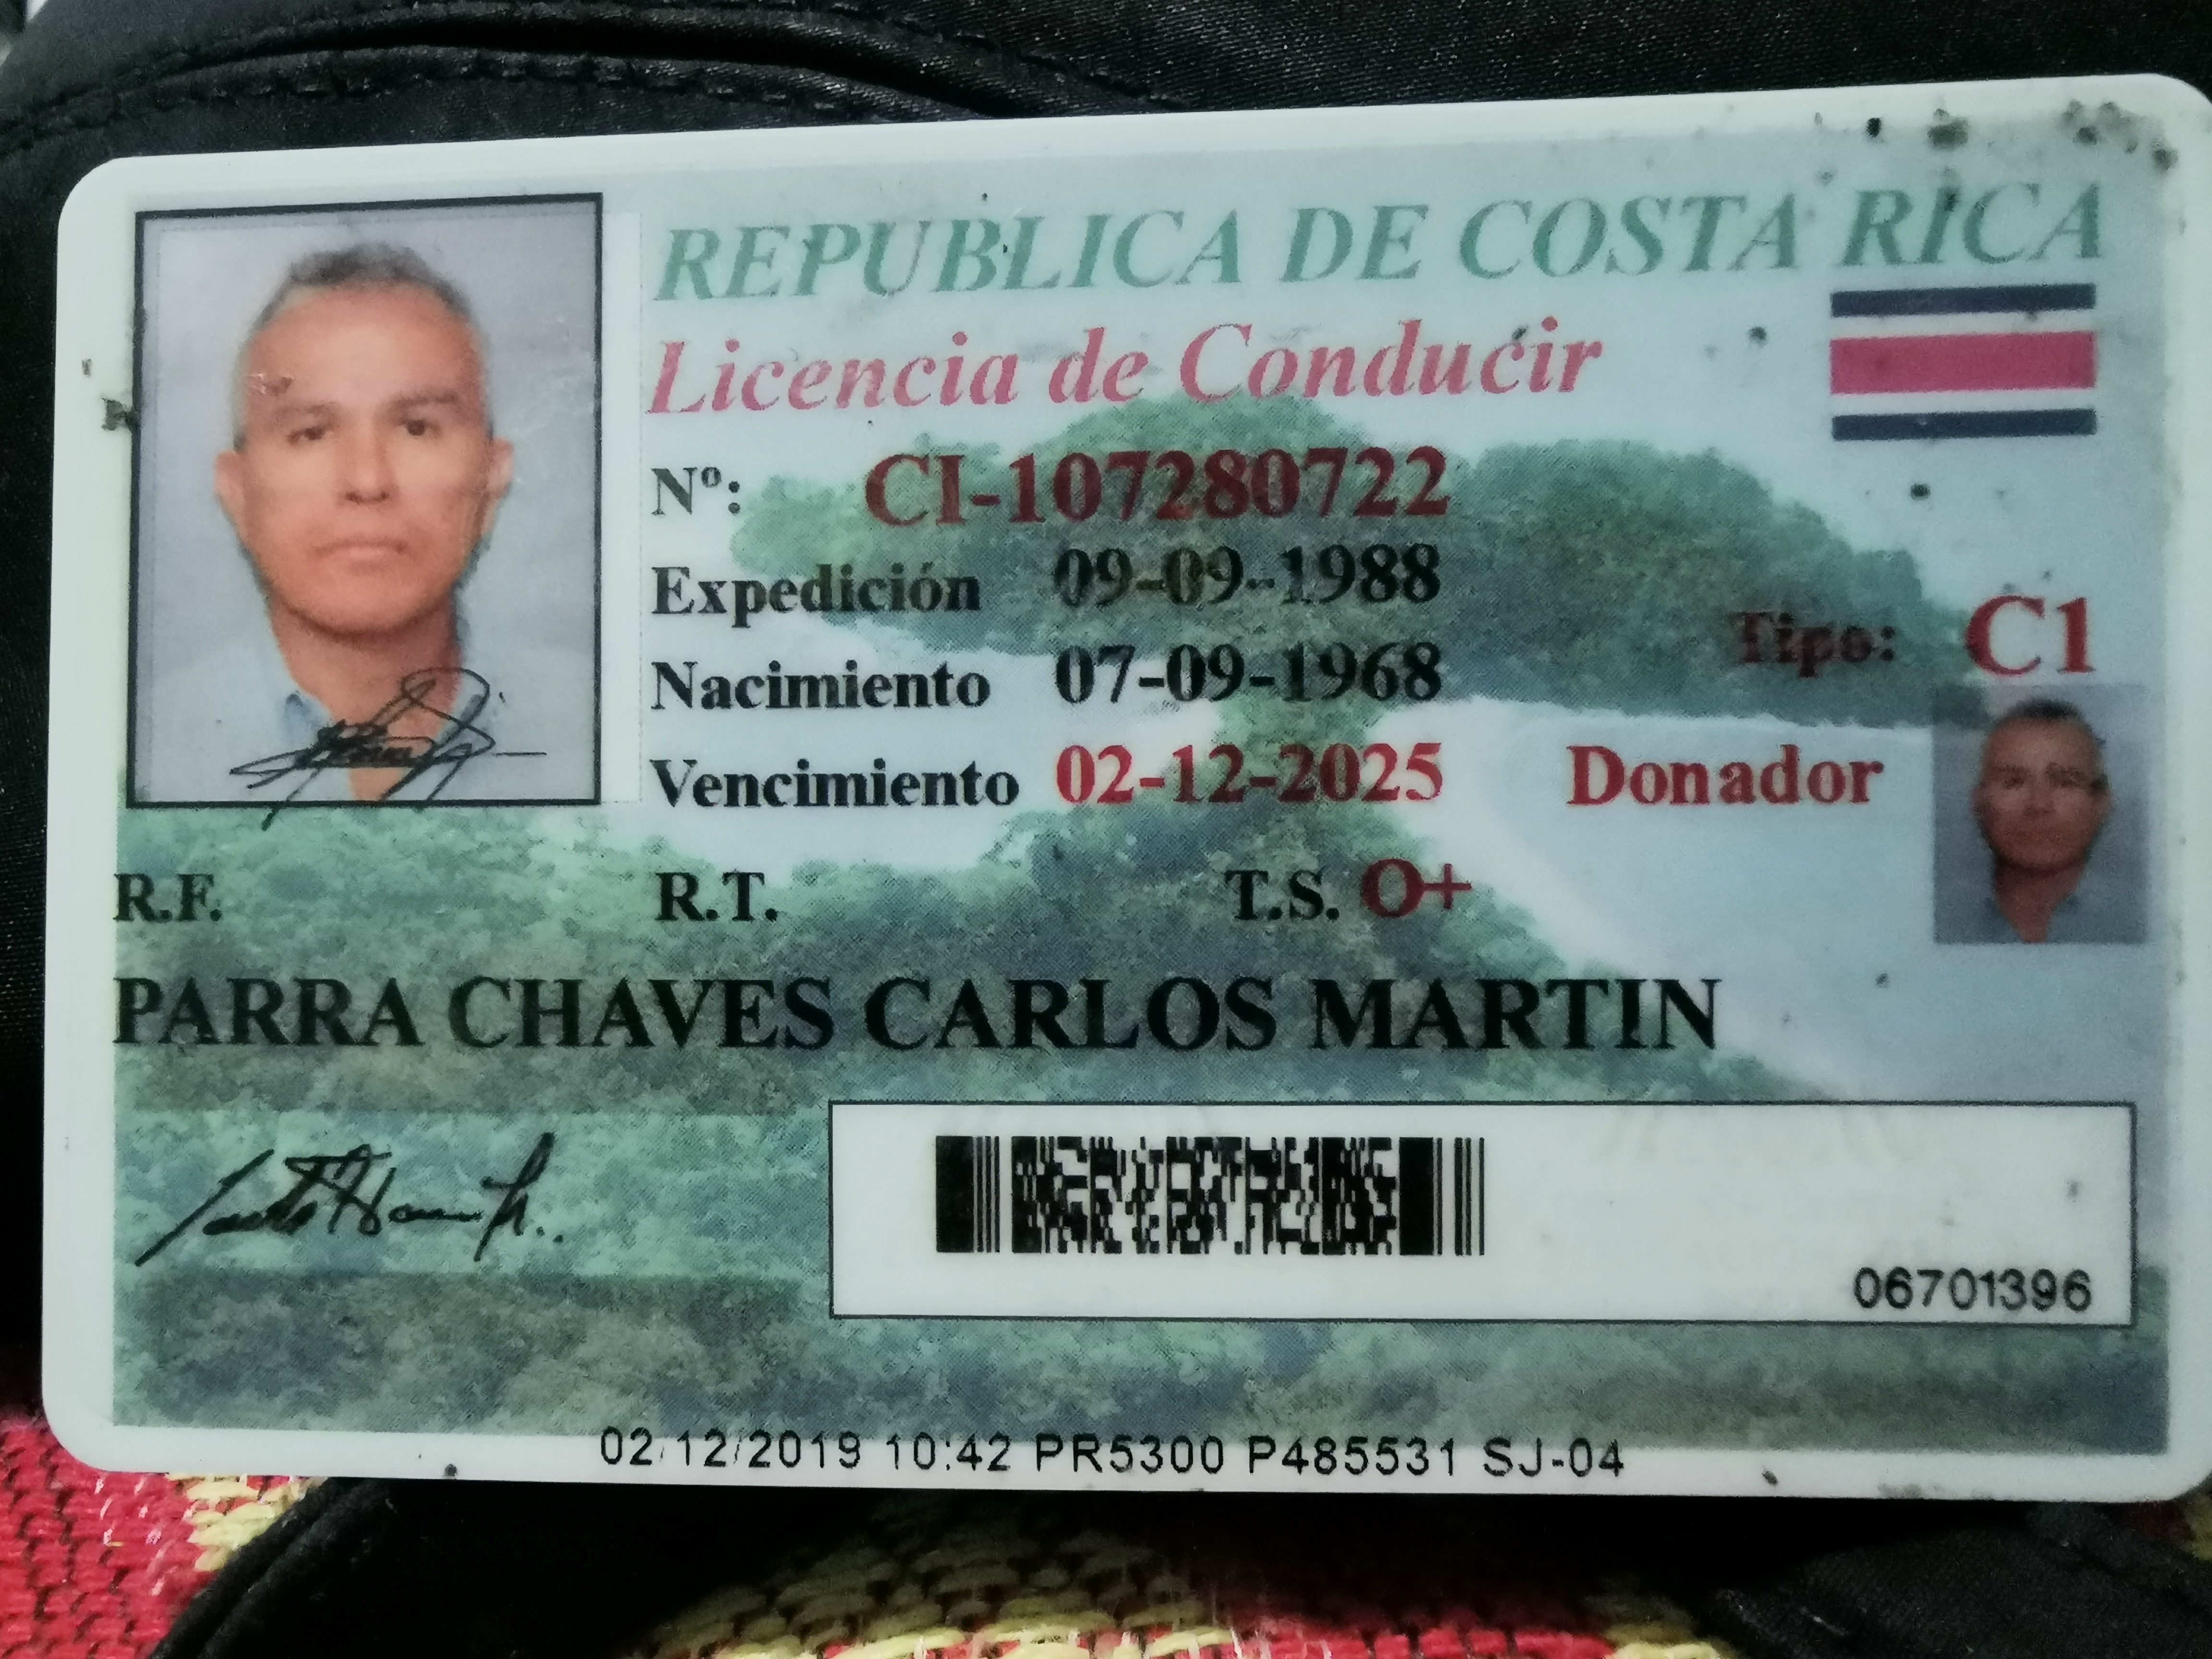 REPUBLICA DE COSTA RICA
Licencia de Conducir
Nº: CI-107280722
Expedición 09-09-1988
Tipo: C1
Nacimiento 07-09-1968
Vencimiento 02-12-2025 Donador
R.F. R.T. T.S. O+
PARRA CHAVES CARLOS MARTIN
06701396
02/12/2019 10:42 PR5300 P485531 SJ-04